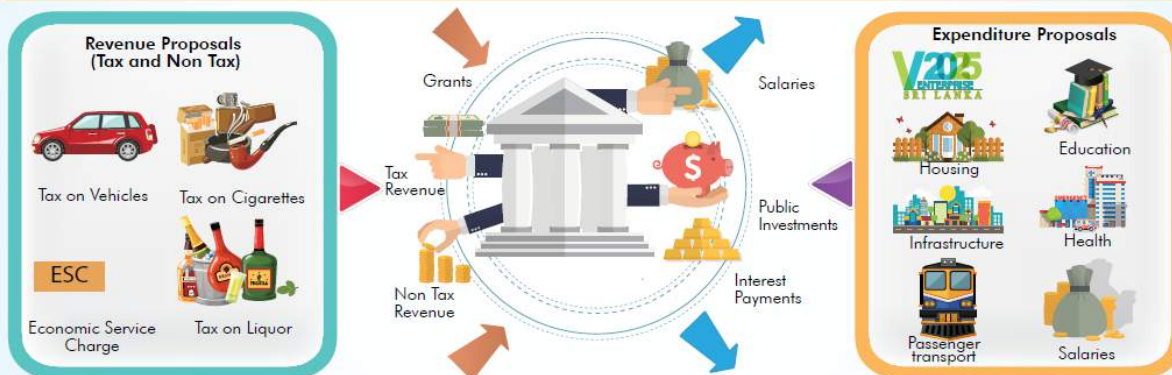 Revenue Proposals
(Tax and Non Tax)
Tax on Vehicles
Tax on Cigarettes
ESC
Economic Service
Charge
Tax on Liquor
Grants
Tax
Revenue
Non Tax
Revenue
$
Salaries
Public
Investments
Interest
Payments
Expenditure Proposals
V2025
ENTERPRISE
SRI LANKA
Education
Housing
Infrastructure
Health
Passenger
transport
Salaries